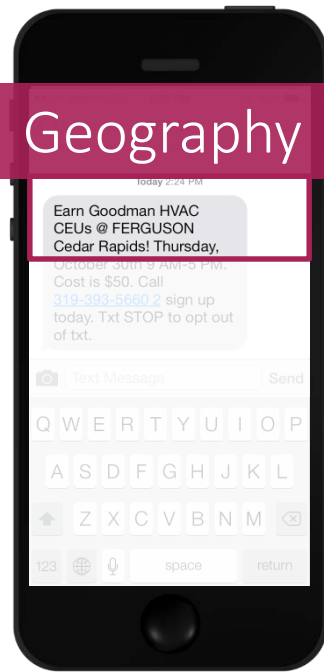 Geography
Today 2:24 PM
Earn Goodman HVAC
CEUs @ FERGUSON
Cedar Rapids! Thursday,
October 30th 9 AM-5 PM.
Cost is $50. Call
319-393-5660 2 sign up
today. Txt STOP to opt out
of txt.
Text Message Send
Q W E R T Y U I O P
A S D F G H J K L
Z X C V B N M
123 space return